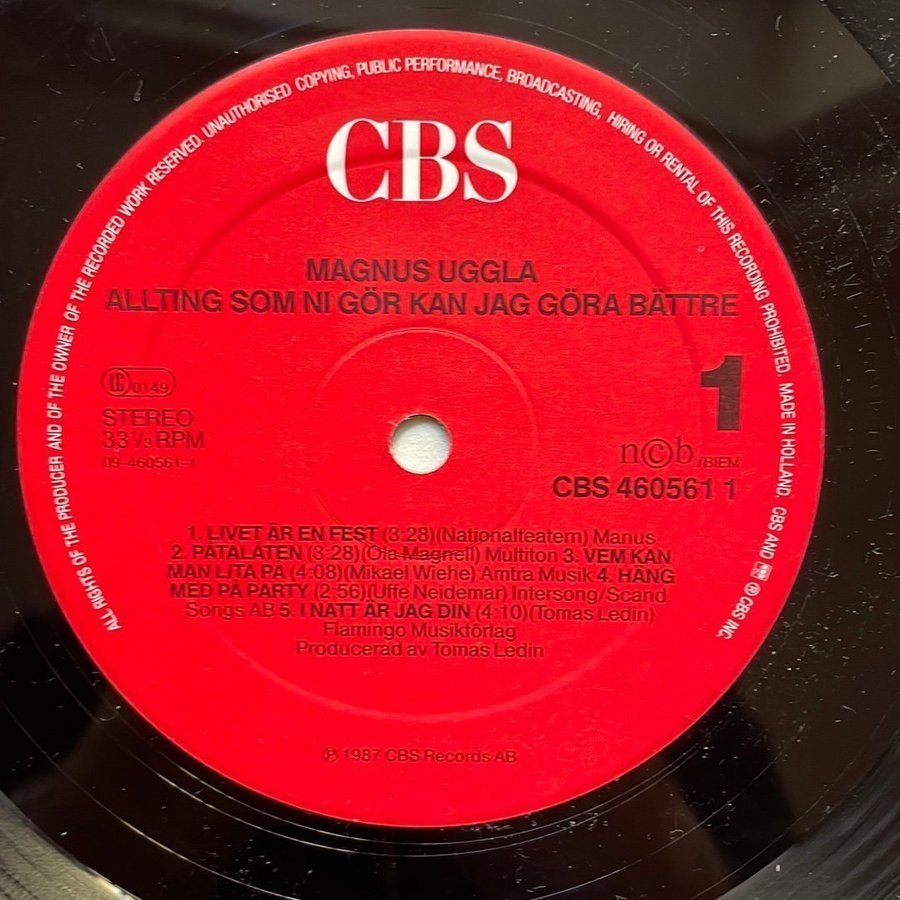 ALL RIGHTS OF THE PRODUCER AND OF THE OWNER OF THE RECORDED WORK RESERVED. UNAUTHORISED COPYING, PUBLIC PERFORMANCE, BROADCASTING, HIRING OR RENTAL OF THIS RECORDING PROHIBITED. MADE IN HOLLAND. CBS AND CBS ℗ CBS INC.
CBS
MAGNUS UGGLA
ALLTING SOM NI GÖR KAN JAG GÖRA BÄTTRE
LC 0149
1
STEREO
33 1/3 RPM
09-460561-1
n©b /BIEM
CBS 460561 1
1. LIVET ÄR EN FEST (3:28)(Nationalteatern) Manus
2. PÅTALÅTEN (3:28)(Ola Magnell) Multiton 3. VEM KAN
MAN LITA PÅ (4:08)(Mikael Wiehe) Amtra Musik 4. HÄNG
MED PÅ PARTY (2:56)(Uffe Neidemar) Intersong/Scand
Songs AB 5. I NATT ÄR JAG DIN (4:10)(Tomas Ledin)
Flamingo Musikförlag
Producerad av Tomas Ledin
℗ 1987 CBS Records AB